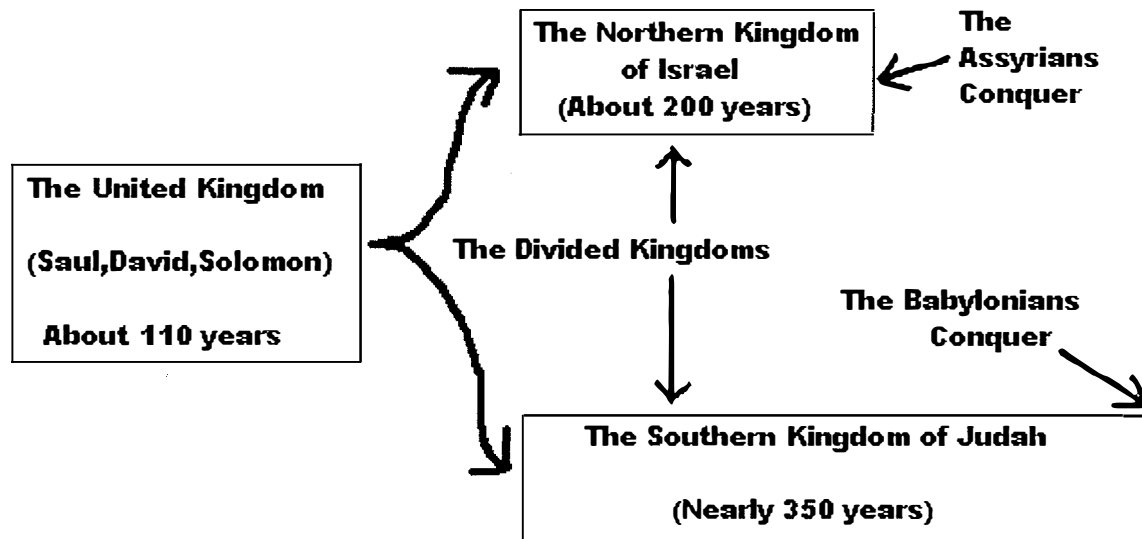 The Northern Kingdom
of Israel
(About 200 years)
The
Assyrians
Conquer
The United Kingdom
(Saul,David,Solomon)
About 110 years
The Divided Kingdoms
The Babylonians
Conquer
The Southern Kingdom of Judah
(Nearly 350 years)